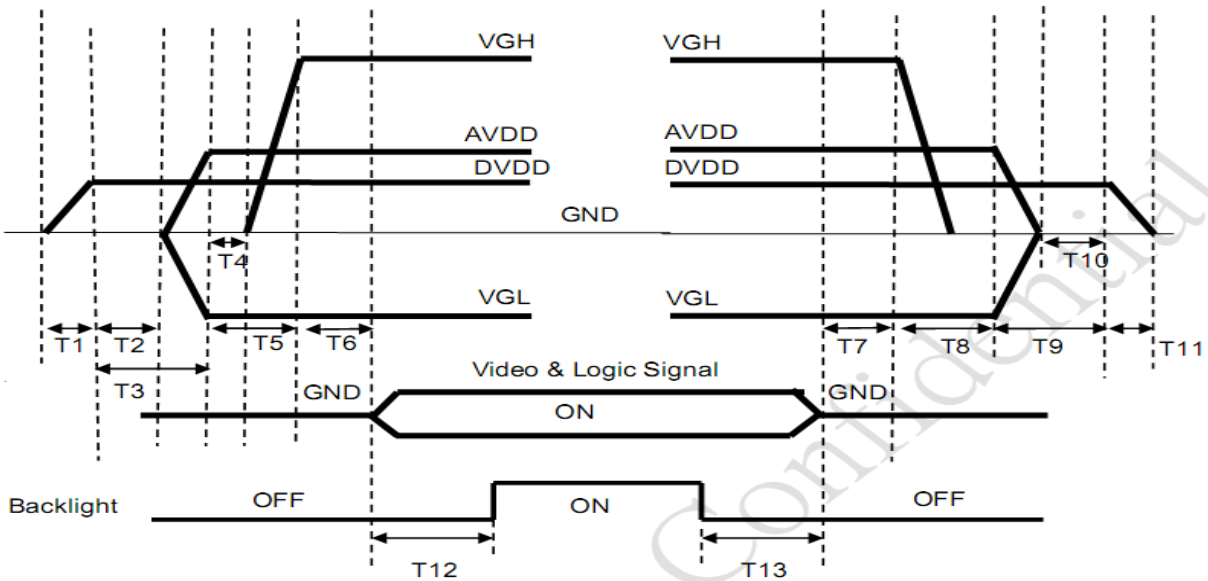 VGH VGH
AVDD AVDD
DVDD DVDD
GND
T4 T10
VGL VGL
T1 T2 T5 T6 T7 T8 T9 T11
T3
Video & Logic Signal
GND ON GND
Backlight OFF ON OFF
T12 T13
Confidential